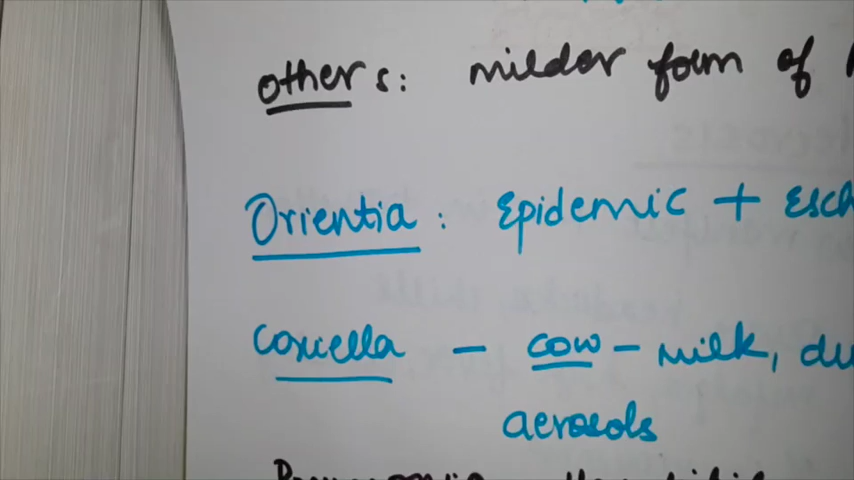 others: milder form of
Orientia: Epidemic + Esch
Coxiella - cow - milk, du
aerosols